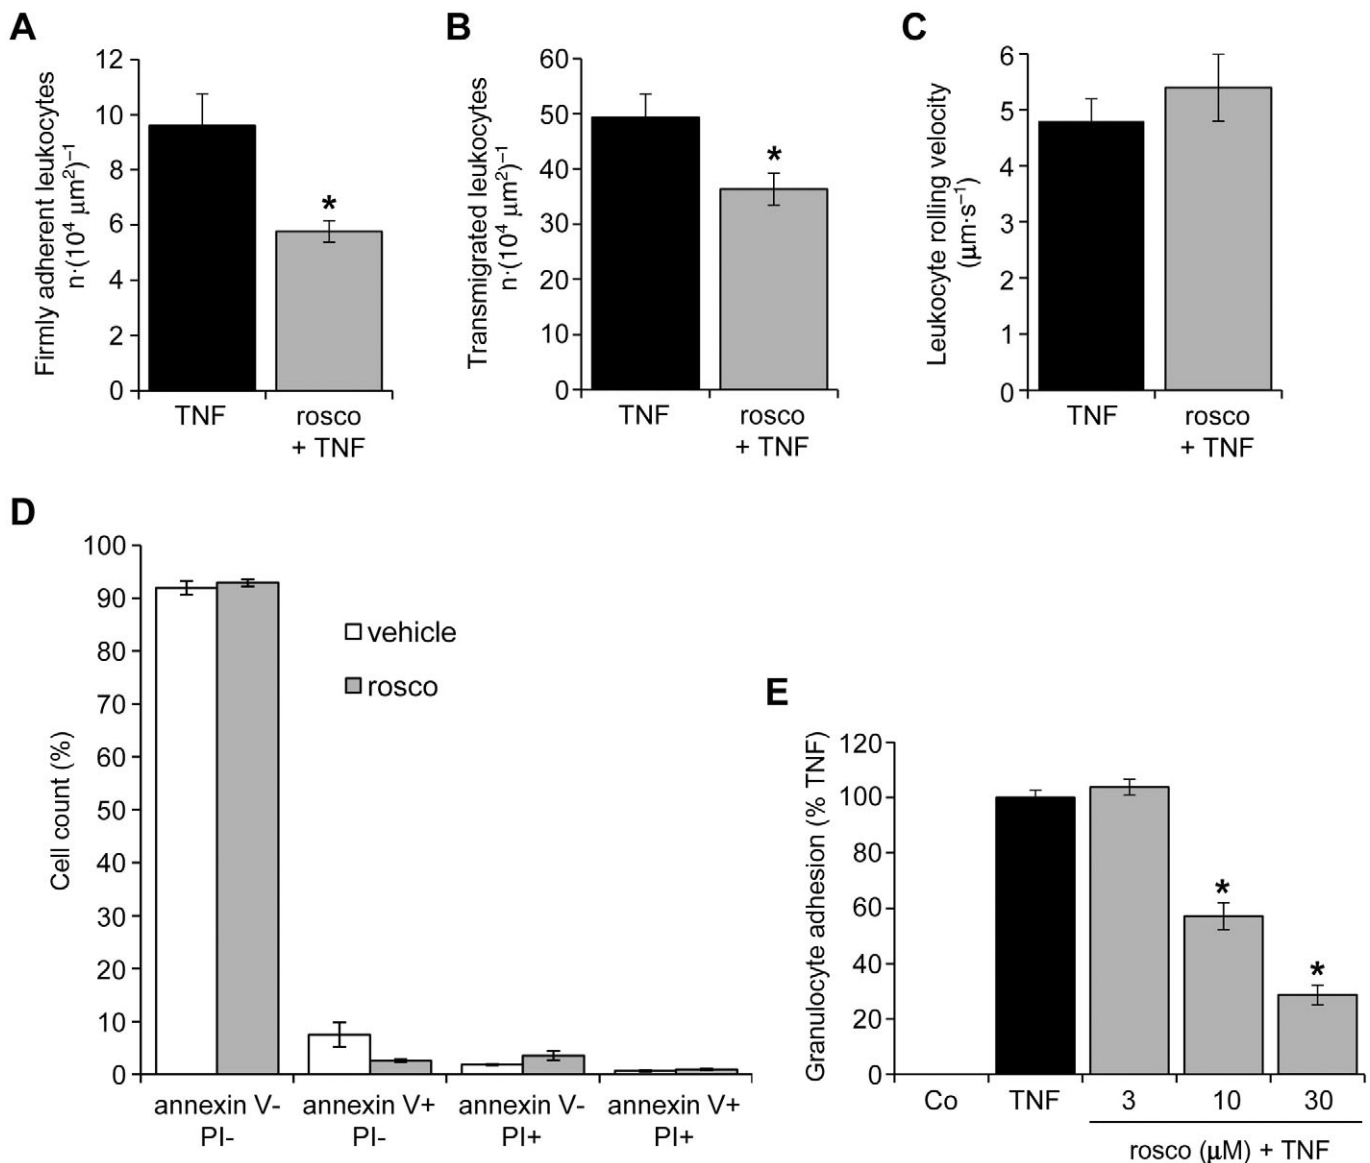 A
Firmly adherent leukocytes
n·(10⁴ µm²)⁻¹
12
10
8
6
4
2
0
*
TNF
rosco
+ TNF
B
Transmigrated leukocytes
n·(10⁴ µm²)⁻¹
60
50
40
30
20
10
0
*
TNF
rosco
+ TNF
C
Leukocyte rolling velocity
(µm·s⁻¹)
6
5
4
3
2
1
0
TNF
rosco
+ TNF
D
Cell count (%)
100
90
80
70
60
50
40
30
20
10
0
vehicle
rosco
annexin V- annexin V+ annexin V- annexin V+
PI- PI- PI+ PI+
E
Granulocyte adhesion (% TNF)
120
100
80
60
40
20
0
*
*
Co TNF 3 10 30
rosco (µM) + TNF